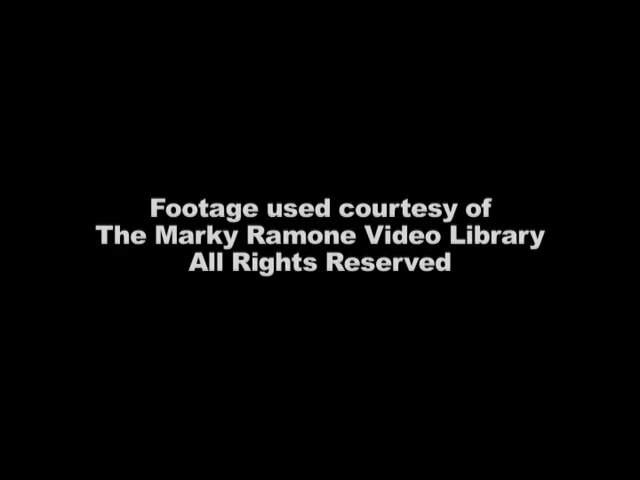 Footage used courtesy of
The Marky Ramone Video Library
All Rights Reserved